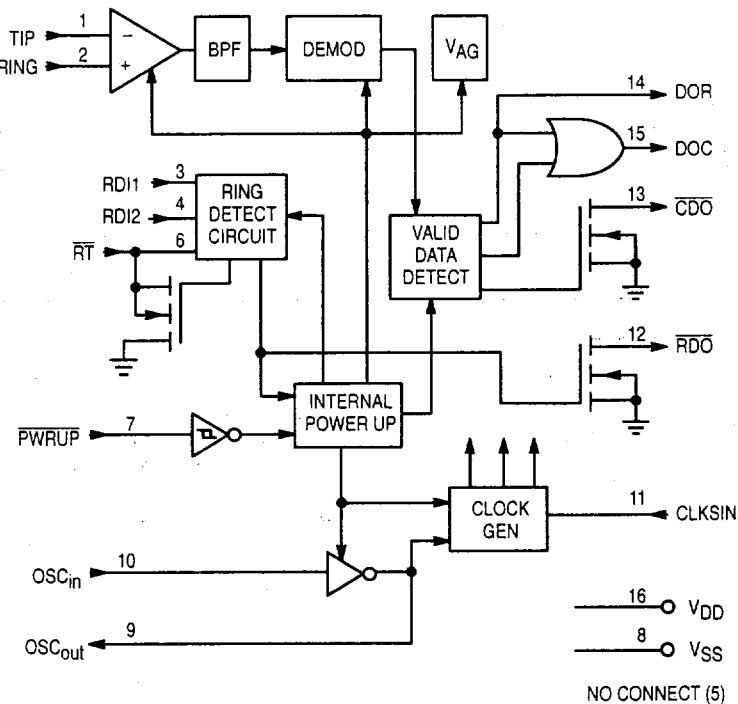 TIP 1
−
RING 2
+
BPF
DEMOD
VAG
14 DOR
15 DOC
RDI1 3
RDI2 4
RT 6
RING
DETECT
CIRCUIT
VALID
DATA
DETECT
13 CDO
12 RDO
INTERNAL
POWER UP
PWRUP 7
CLOCK
GEN
11 CLKSIN
OSCin 10
OSCout 9
16 VDD
8 VSS
NO CONNECT (5)